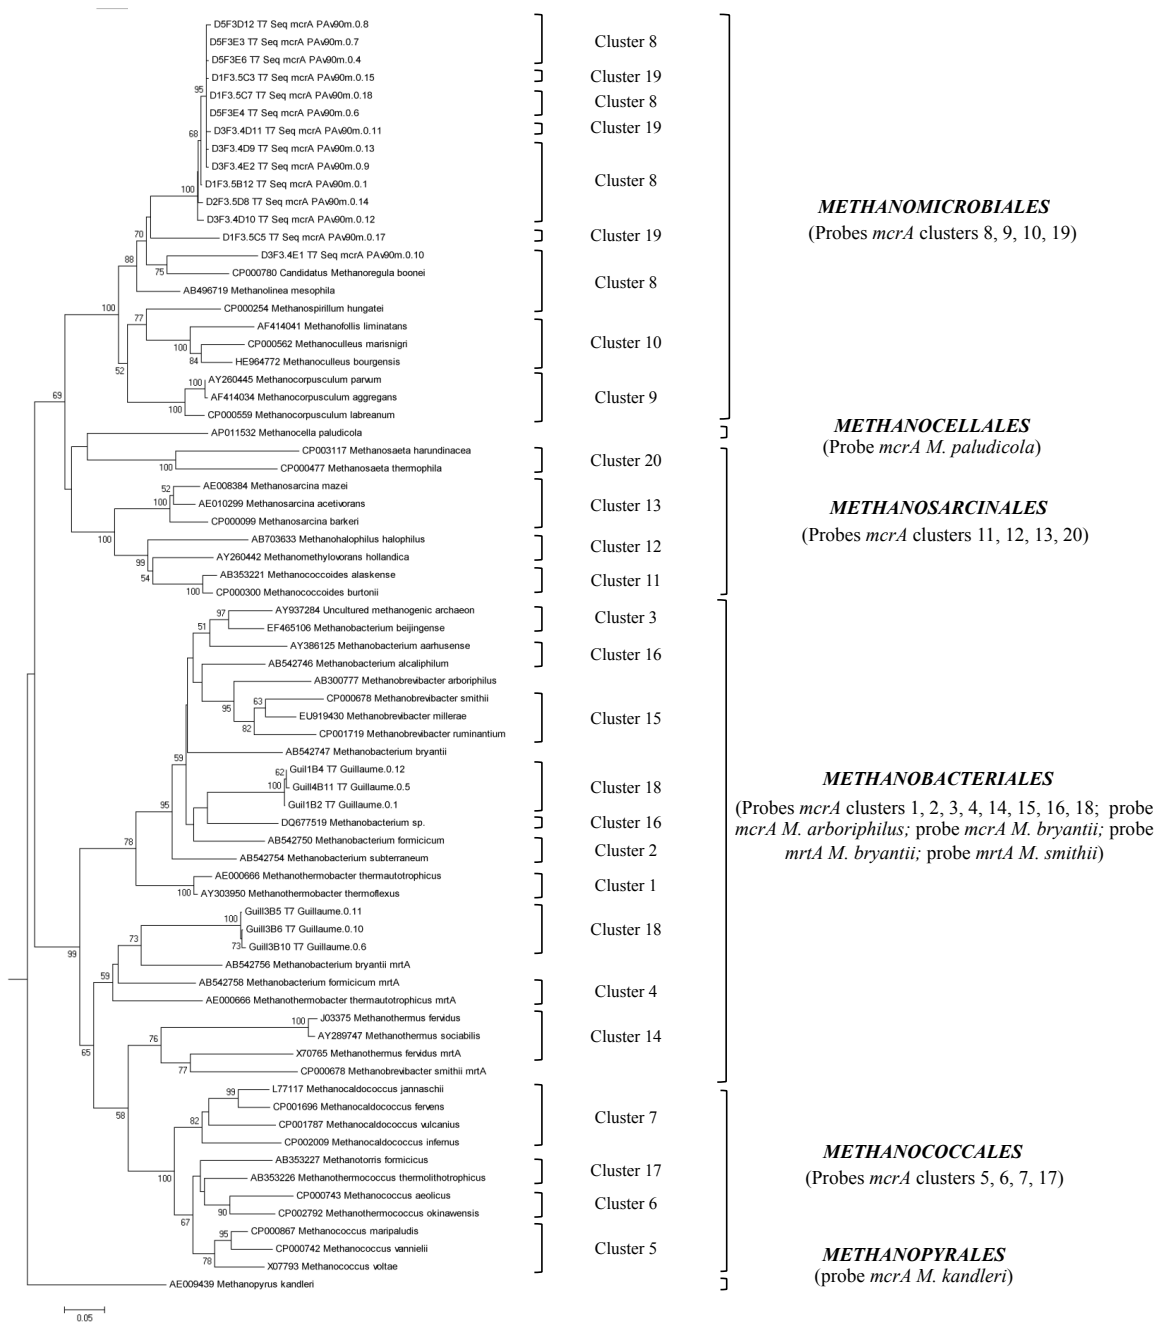 D5F3D12 T7 Seq mcrA PAv90m.0.8
D5F3E3 T7 Seq mcrA PAv90m.0.7
Cluster 8
D5F3E6 T7 Seq mcrA PAv90m.0.4
D1F3.5C3 T7 Seq mcrA PAv90m.0.15
Cluster 19
95
D1F3.5C7 T7 Seq mcrA PAv90m.0.18
Cluster 8
D5F3E4 T7 Seq mcrA PAv90m.0.6
D3F3.4D11 T7 Seq mcrA PAv90m.0.11
Cluster 19
68
D3F3.4D9 T7 Seq mcrA PAv90m.0.13
D3F3.4E2 T7 Seq mcrA PAv90m.0.9
Cluster 8
D1F3.5B12 T7 Seq mcrA PAv90m.0.1
100
D2F3.5D8 T7 Seq mcrA PAv90m.0.14
METHANOMICROBIALES
D3F3.4D10 T7 Seq mcrA PAv90m.0.12
(Probes mcrA clusters 8, 9, 10, 19)
70
D1F3.5C5 T7 Seq mcrA PAv90m.0.17
Cluster 19
D3F3.4E1 T7 Seq mcrA PAv90m.0.10
88
75
CP000780 Candidatus Methanoregula boonei
Cluster 8
AB496719 Methanolinea mesophila
100
CP000254 Methanospirillum hungatei
77
AF414041 Methanofollis liminatans
100
CP000562 Methanoculleus marisnigri
Cluster 10
84
HE964772 Methanoculleus bourgensis
52
100
AY260445 Methanocorpusculum parvum
69
AF414034 Methanocorpusculum aggregans
Cluster 9
100
CP000559 Methanocorpusculum labreanum
METHANOCELLALES
AP011532 Methanocella paludicola
(Probe mcrA M. paludicola)
CP003117 Methanosaeta harundinacea
Cluster 20
100
CP000477 Methanosaeta thermophila
52
AE008384 Methanosarcina mazei
100
AE010299 Methanosarcina acetivorans
Cluster 13
METHANOSARCINALES
CP000099 Methanosarcina barkeri
(Probes mcrA clusters 11, 12, 13, 20)
100
AB703633 Methanohalophilus halophilus
Cluster 12
99
AY260442 Methanomethylovorans hollandica
54
AB353221 Methanococcoides alaskense
Cluster 11
100
CP000300 Methanococcoides burtonii
97
AY937284 Uncultured methanogenic archaeon
Cluster 3
51
EF465106 Methanobacterium beijingense
AY386125 Methanobacterium aarhusense
Cluster 16
AB542746 Methanobacterium alcaliphilum
AB300777 Methanobrevibacter arboriphilus
63
CP000678 Methanobrevibacter smithii
95
EU919430 Methanobrevibacter millerae
Cluster 15
82
CP001719 Methanobrevibacter ruminantium
AB542747 Methanobacterium bryantii
59
62
Guil1B4 T7 Guillaume.0.12
METHANOBACTERIALES
100
Guill4B11 T7 Guillaume.0.5
Cluster 18
95
Guil1B2 T7 Guillaume.0.1
(Probes mcrA clusters 1, 2, 3, 4, 14, 15, 16, 18; probe
DQ677519 Methanobacterium sp.
Cluster 16
mcrA M. arboriphilus; probe mcrA M. bryantii; probe
AB542750 Methanobacterium formicicum
78
Cluster 2
mrtA M. bryantii; probe mrtA M. smithii)
AB542754 Methanobacterium subterraneum
AE000666 Methanothermobacter thermautotrophicus
Cluster 1
100
AY303950 Methanothermobacter thermoflexus
Guill3B5 T7 Guillaume.0.11
100
Guill3B6 T7 Guillaume.0.10
Cluster 18
73
73
Guill3B10 T7 Guillaume.0.6
99
AB542756 Methanobacterium bryantii mrtA
59
AB542758 Methanobacterium formicicum mrtA
Cluster 4
AE000666 Methanothermobacter thermautotrophicus mrtA
100
J03375 Methanothermus fervidus
AY289747 Methanothermus sociabilis
Cluster 14
76
65
X70765 Methanothermus fervidus mrtA
77
CP000678 Methanobrevibacter smithii mrtA
99
L77117 Methanocaldococcus jannaschii
58
CP001696 Methanocaldococcus fervens
Cluster 7
82
CP001787 Methanocaldococcus vulcanius
CP002009 Methanocaldococcus infernus
METHANOCOCCALES
AB353227 Methanotorris formicicus
100
Cluster 17
(Probes mcrA clusters 5, 6, 7, 17)
AB353226 Methanothermococcus thermolithotrophicus
CP000743 Methanococcus aeolicus
Cluster 6
90
CP002792 Methanothermococcus okinawensis
67
95
CP000867 Methanococcus maripaludis
CP000742 Methanococcus vannielii
Cluster 5
78
METHANOPYRALES
X07793 Methanococcus voltae
(probe mcrA M. kandleri)
AE009439 Methanopyrus kandleri
0.05